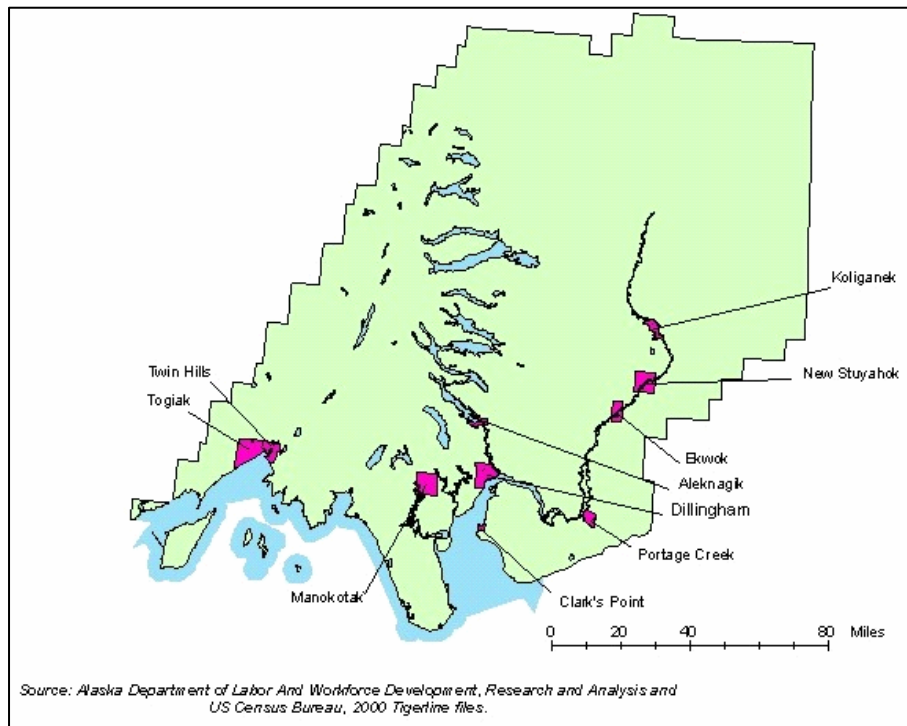 Koliganek
Twin Hills
New Stuyahok
Togiak
Ekwok
Aleknagik
Dillingham
Portage Creek
Manokotak
Clark's Point
0 20 40 80 Miles
Source: Alaska Department of Labor And Workforce Development, Research and Analysis and
US Census Bureau, 2000 Tigerline files.